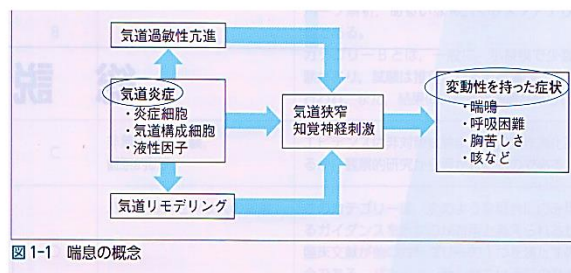 気道過敏性亢進
気道炎症
・炎症細胞
・気道構成細胞
・液性因子
気道狭窄
知覚神経刺激
変動性を持った症状
・喘鳴
・呼吸困難
・胸苦しさ
・咳など
気道リモデリング
図1-1 喘息の概念